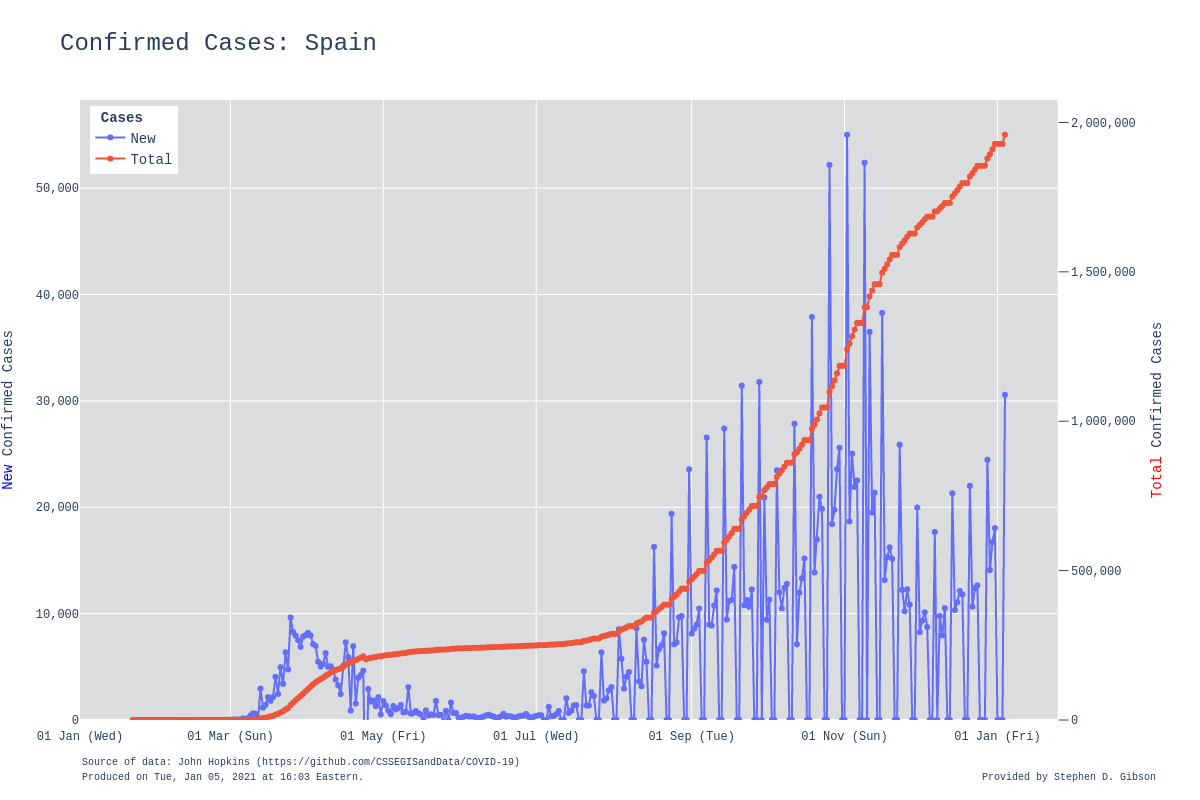 Confirmed Cases: Spain
Cases
New
Total
50,000
40,000
30,000
20,000
10,000
0
2,000,000
1,500,000
1,000,000
500,000
0
New Confirmed Cases
Total Confirmed Cases
01 Jan (Wed)
01 Mar (Sun)
01 May (Fri)
01 Jul (Wed)
01 Sep (Tue)
01 Nov (Sun)
01 Jan (Fri)
Source of data: John Hopkins (https://github.com/CSSEGISandData/COVID-19)
Produced on Tue, Jan 05, 2021 at 16:03 Eastern.
Provided by Stephen D. Gibson